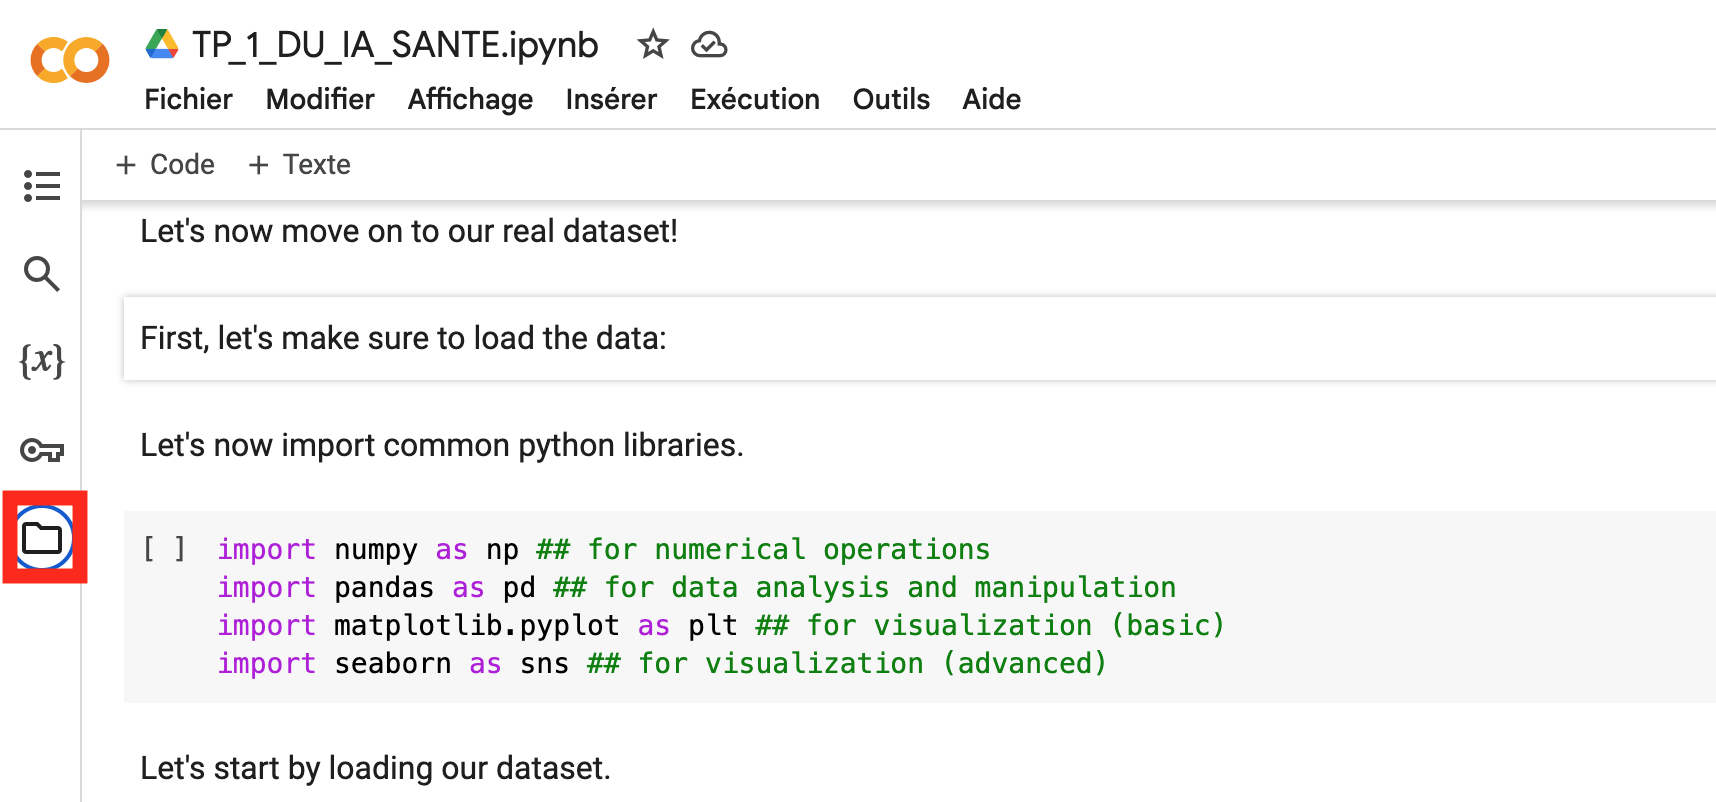 TP_1_DU_IA_SANTE.ipynb
Fichier Modifier Affichage Insérer Exécution Outils Aide
+ Code + Texte
Let's now move on to our real dataset!
First, let's make sure to load the data:
{x}
Let's now import common python libraries.
[ ] import numpy as np ## for numerical operations
import pandas as pd ## for data analysis and manipulation
import matplotlib.pyplot as plt ## for visualization (basic)
import seaborn as sns ## for visualization (advanced)
Let's start by loading our dataset.